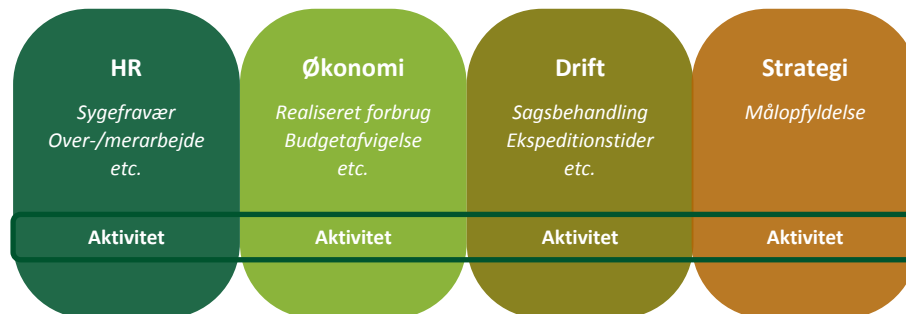 HR
Sygefravær
Over-/merarbejde
etc.
Aktivitet
Økonomi
Realiseret forbrug
Budgetafvigelse
etc.
Aktivitet
Drift
Sagsbehandling
Ekspeditionstider
etc.
Aktivitet
Strategi
Målopfyldelse
Aktivitet